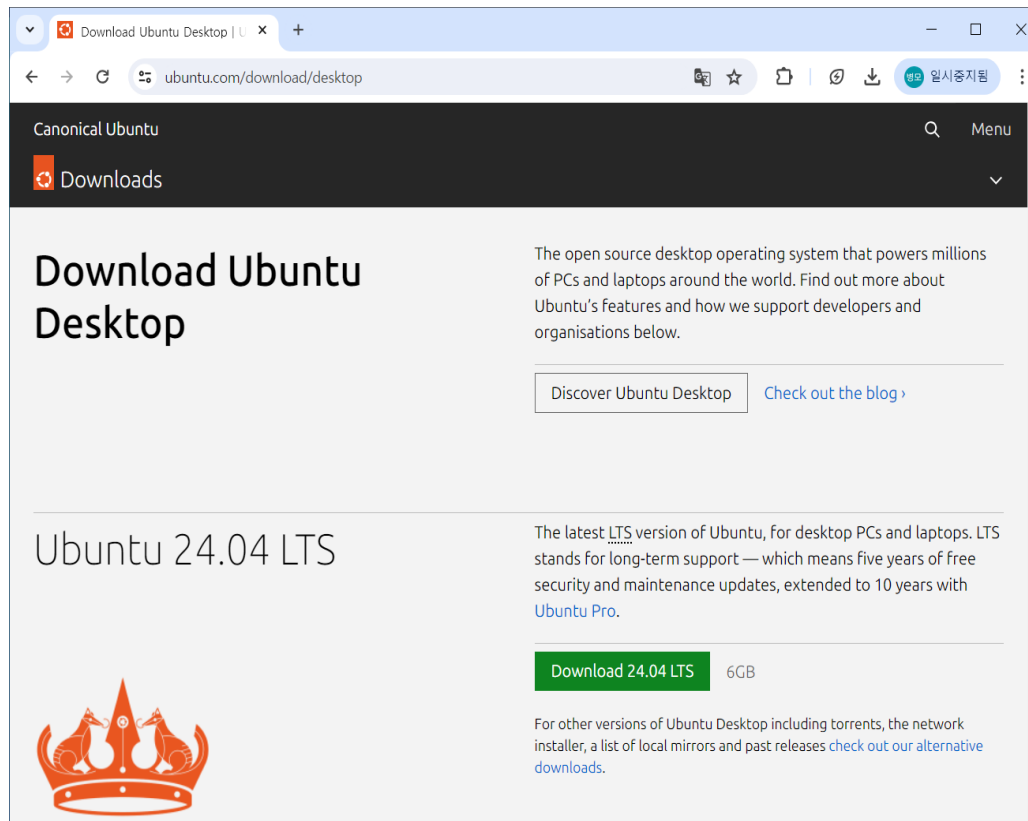 Download Ubuntu Desktop | U
ubuntu.com/download/desktop
병모 일시중지됨
Canonical Ubuntu
Menu
Downloads
Download Ubuntu
Desktop
The open source desktop operating system that powers millions
of PCs and laptops around the world. Find out more about
Ubuntu’s features and how we support developers and
organisations below.
Discover Ubuntu Desktop
Check out the blog ›
Ubuntu 24.04 LTS
The latest LTS version of Ubuntu, for desktop PCs and laptops. LTS
stands for long-term support — which means five years of free
security and maintenance updates, extended to 10 years with
Ubuntu Pro.
Download 24.04 LTS
6GB
For other versions of Ubuntu Desktop including torrents, the network
installer, a list of local mirrors and past releases check out our alternative
downloads.